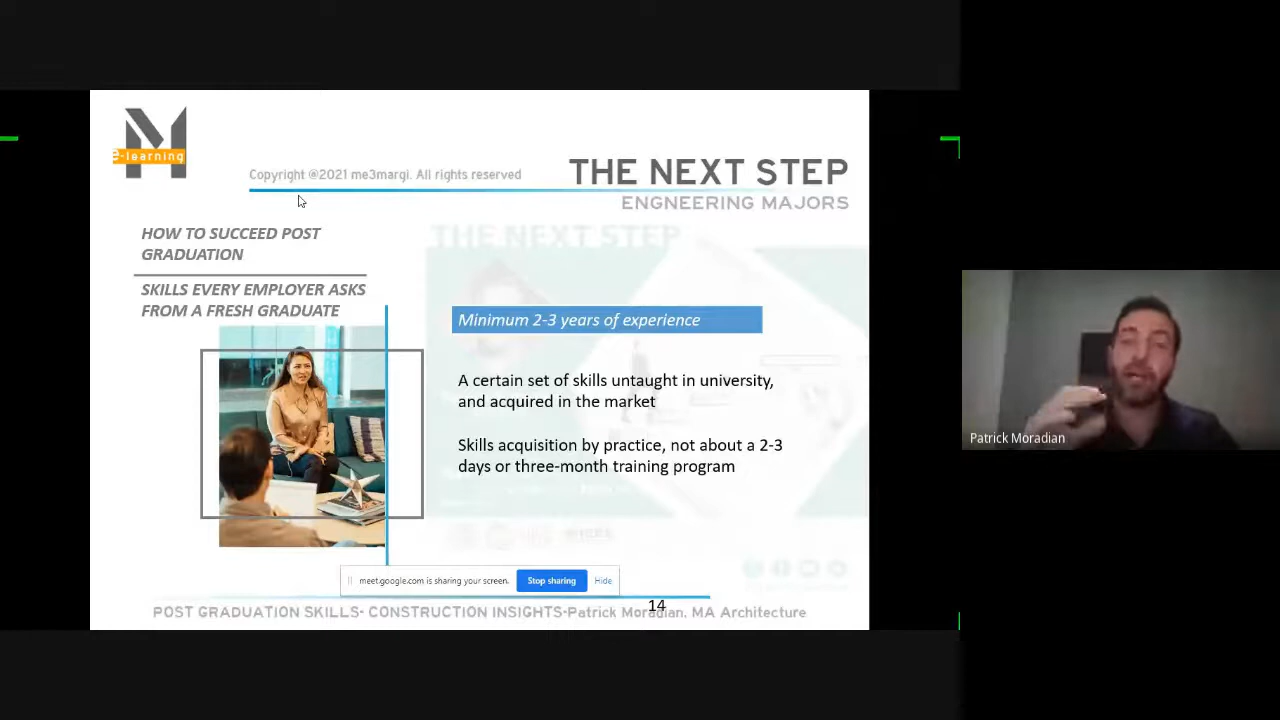 e-learning
Copyright @2021 me3margi. All rights reserved
THE NEXT STEP
ENGNEERING MAJORS
HOW TO SUCCEED POST
GRADUATION
SKILLS EVERY EMPLOYER ASKS
FROM A FRESH GRADUATE
THE NEXT STEP
Minimum 2-3 years of experience
A certain set of skills untaught in university,
and acquired in the market
Skills acquisition by practice, not about a 2-3
days or three-month training program
Patrick Moradian
meet.google.com is sharing your screen.
Stop sharing
Hide
14
POST GRADUATION SKILLS- CONSTRUCTION INSIGHTS-Patrick Moradian. MA Architecture